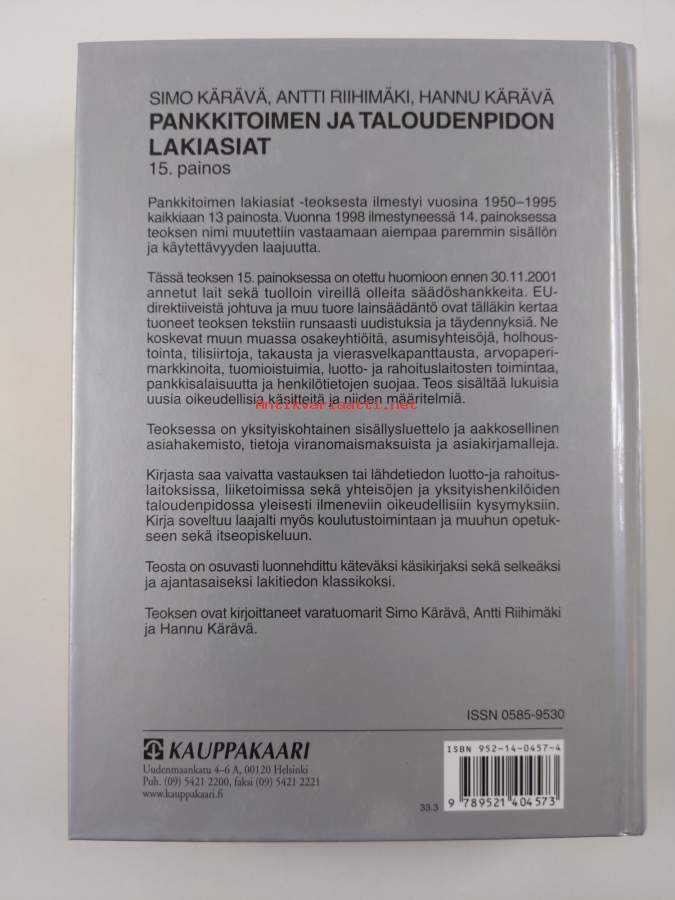 SIMO KÄRÄVÄ, ANTTI RIIHIMÄKI, HANNU KÄRÄVÄ
PANKKITOIMEN JA TALOUDENPIDON
LAKIASIAT
15. painos
Pankkitoimen lakiasiat -teoksesta ilmestyi vuosina 1950–1995
kaikkiaan 13 painosta. Vuonna 1998 ilmestyneessä 14. painoksessa
teoksen nimi muutettiin vastaamaan aiempaa paremmin sisällön
ja käytettävyyden laajuutta.
Tässä teoksen 15. painoksessa on otettu huomioon ennen 30.11.2001
annetut lait sekä tuolloin vireillä olleita säädöshankkeita. EU-
direktiiveistä johtuva ja muu tuore lainsäädäntö ovat tälläkin kertaa
tuoneet teoksen tekstiin runsaasti uudistuksia ja täydennyksiä. Ne
koskevat muun muassa osakeyhtiöitä, asumisyhteisöjä, holhous-
tointa, tilisiirtoja, takausta ja vierasvelkapanttausta, arvopaperi-
markkinoita, tuomioistuimia, luotto- ja rahoituslaitosten toimintaa,
pankkisalaisuutta ja henkilötietojen suojaa. Teos sisältää lukuisia
uusia oikeudellisia käsitteitä ja niiden määritelmiä.
Antikvariaatti.net
Teoksessa on yksityiskohtainen sisällysluettelo ja aakkosellinen
asiahakemisto, tietoja viranomaismaksuista ja asiakirjamalleja.
Kirjasta saa vaivatta vastauksen tai lähdetiedon luotto-ja rahoitus-
laitoksissa, liiketoimissa sekä yhteisöjen ja yksityishenkilöiden
taloudenpidossa yleisesti ilmeneviin oikeudellisiin kysymyksiin.
Kirja soveltuu laajalti myös koulutustoimintaan ja muuhun opetuk-
seen sekä itseopiskeluun.
Teosta on osuvasti luonnehdittu käteväksi käsikirjaksi sekä selkeäksi
ja ajantasaiseksi lakitiedon klassikoksi.
Teoksen ovat kirjoittaneet varatuomarit Simo Kärävä, Antti Riihimäki
ja Hannu Kärävä.
ISSN 0585-9530
KAUPPAKAARI
Uudenmaankatu 4–6 A, 00120 Helsinki
Puh. (09) 5421 2200, faksi (09) 5421 2221
www.kauppakaari.fi
ISBN 952-14-0457-4
33.3
9 789521 404573